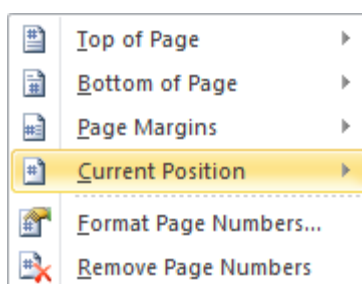 Top of Page
Bottom of Page
Page Margins
Current Position
Format Page Numbers...
Remove Page Numbers